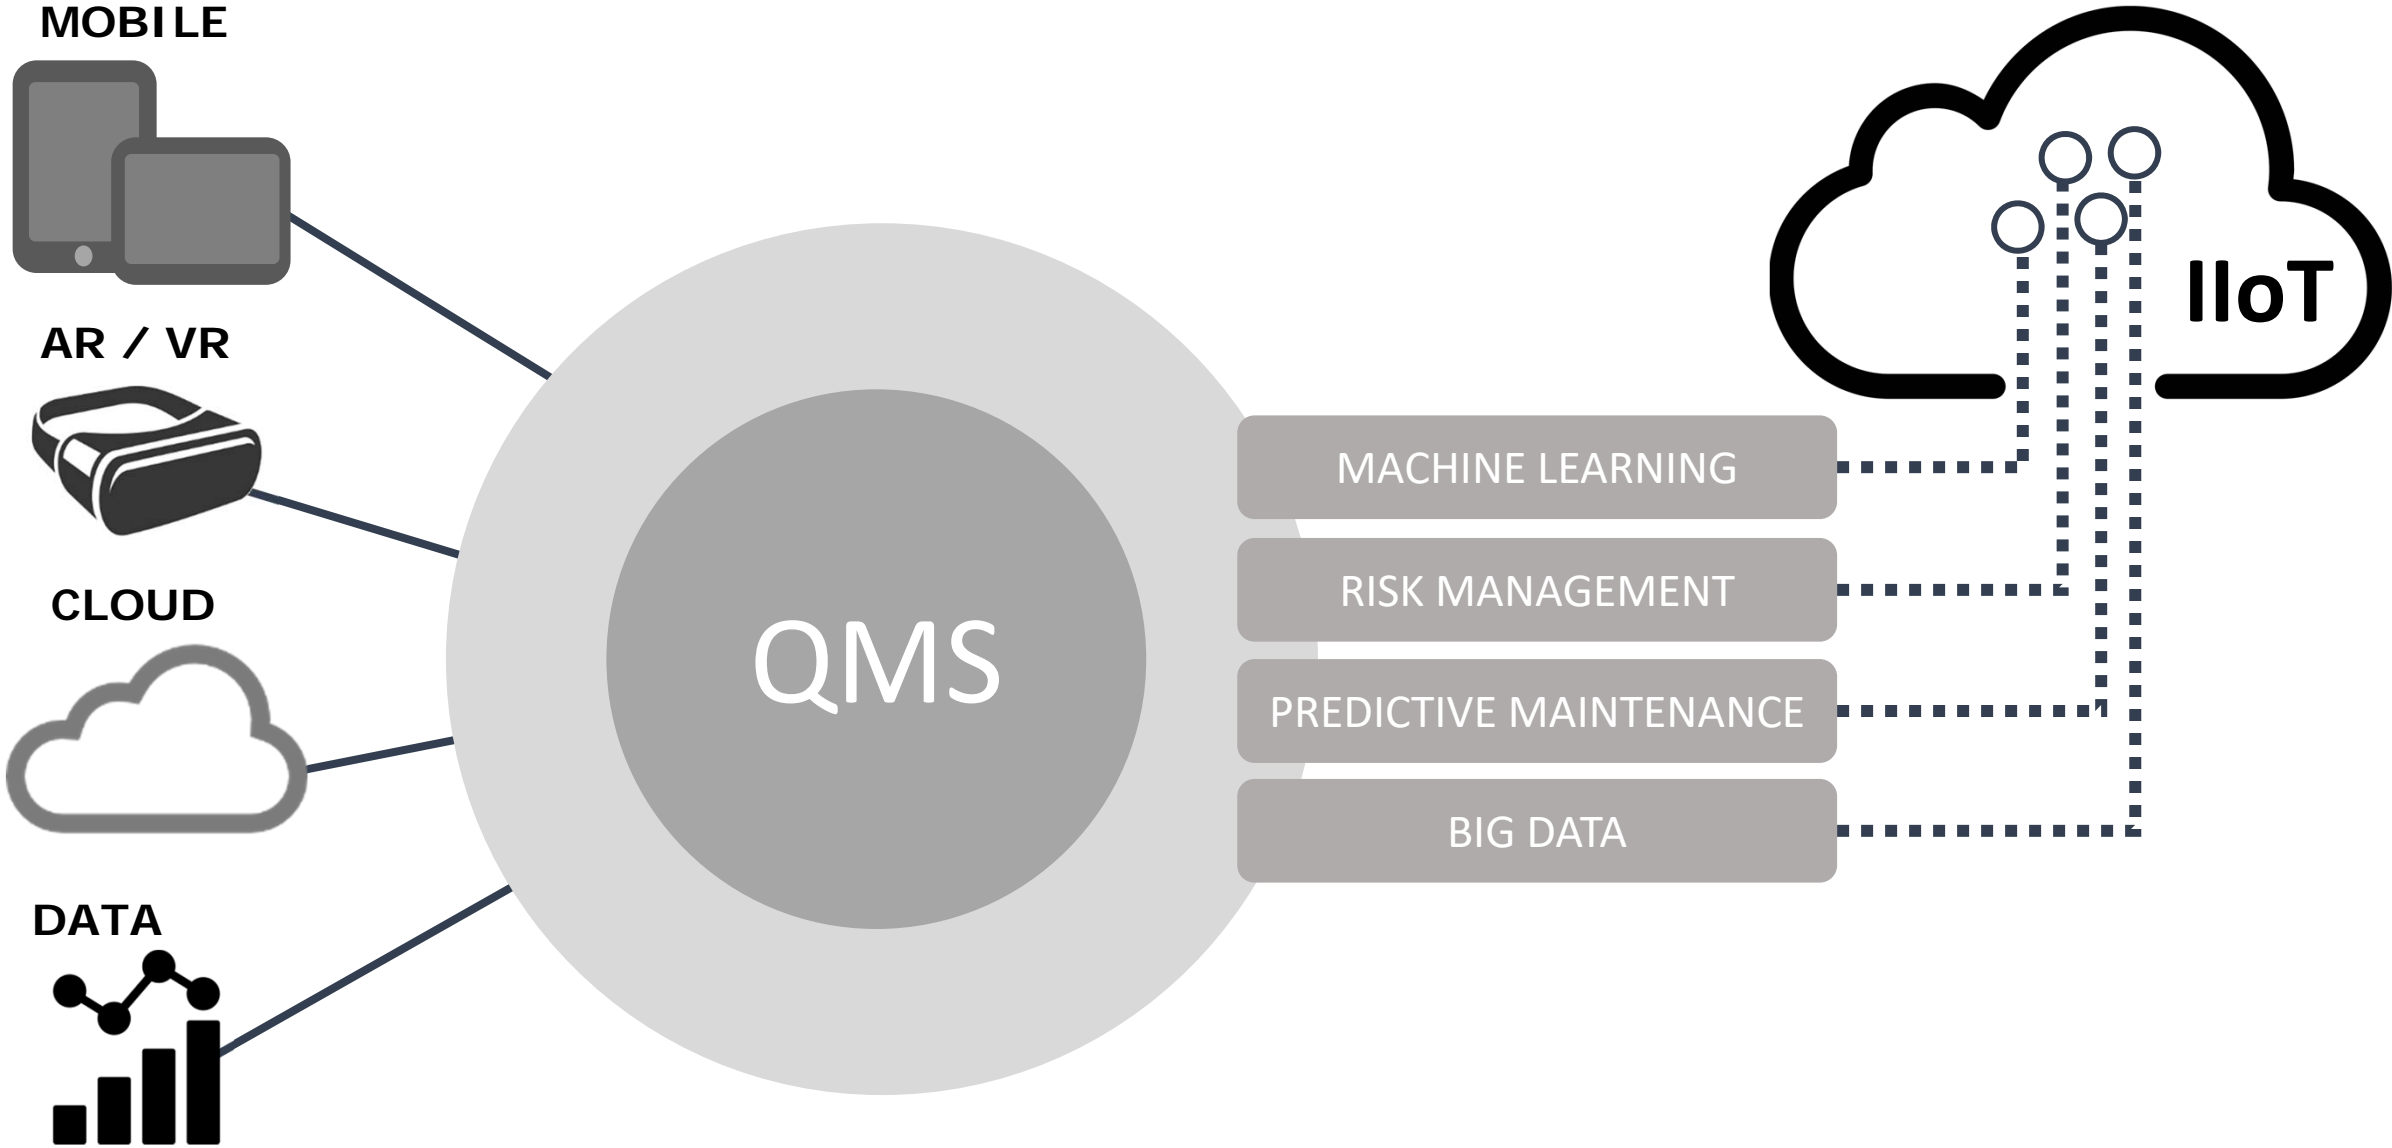 MOBILE
AR / VR
CLOUD
DATA
QMS
MACHINE LEARNING
RISK MANAGEMENT
PREDICTIVE MAINTENANCE
BIG DATA
IIoT